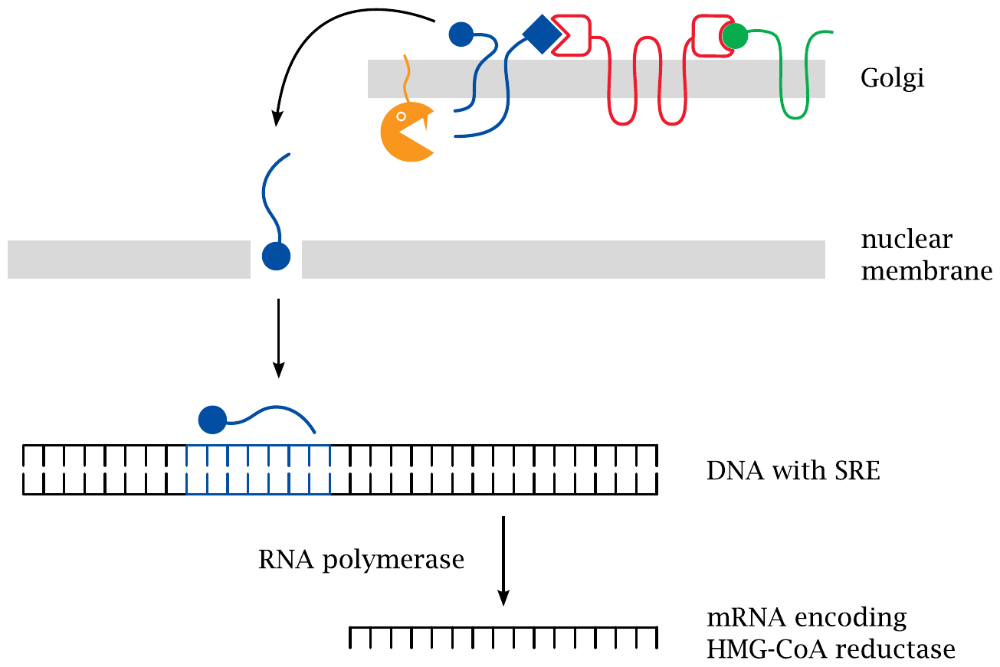 Golgi
nuclear
membrane
DNA with SRE
RNA polymerase
mRNA encoding
HMG-CoA reductase